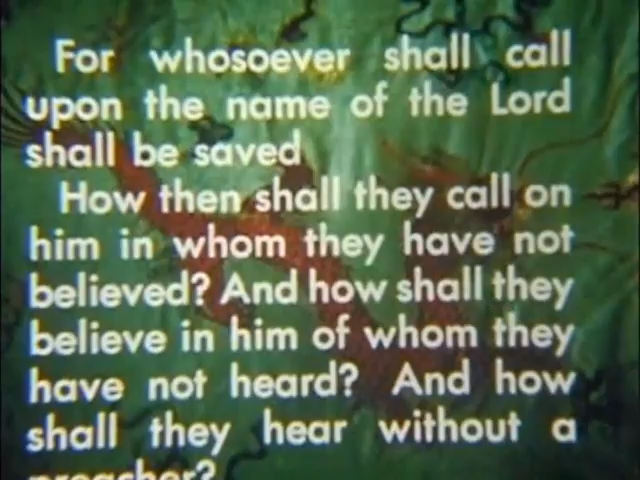 For whosoever shall call
upon the name of the Lord
shall be saved
How then shall they call on
him in whom they have not
believed? And how shall they
believe in him of whom they
have not heard? And how
shall they hear without a
preacher?